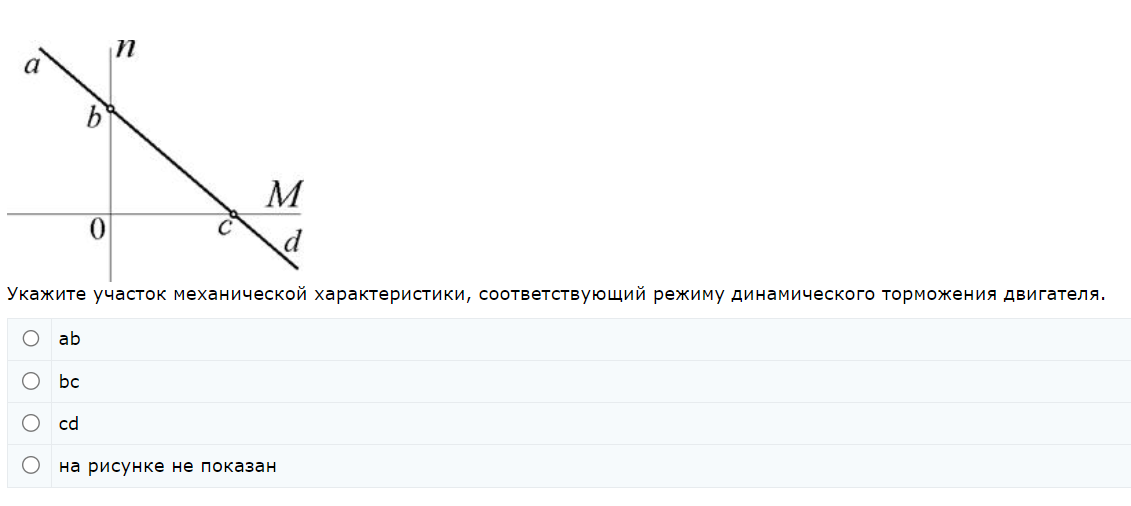 n
a
b
M
0
c
d
Укажите участок механической характеристики, соответствующий режиму динамического торможения двигателя.
ab
bc
cd
на рисунке не показан